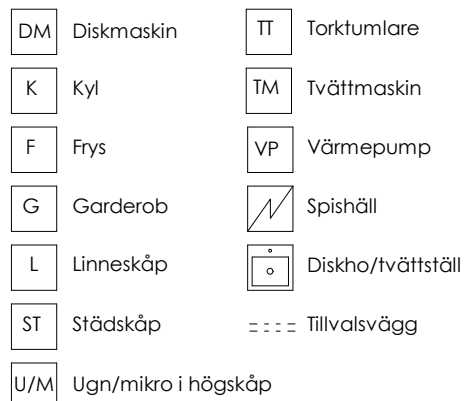 DM Diskmaskin
K Kyl
F Frys
G Garderob
L Linneskåp
ST Städskåp
U/M Ugn/mikro i högskåp
TT Torktumlare
TM Tvättmaskin
VP Värmepump
Spishäll
Diskho/tvättställ
Tillvalsvägg